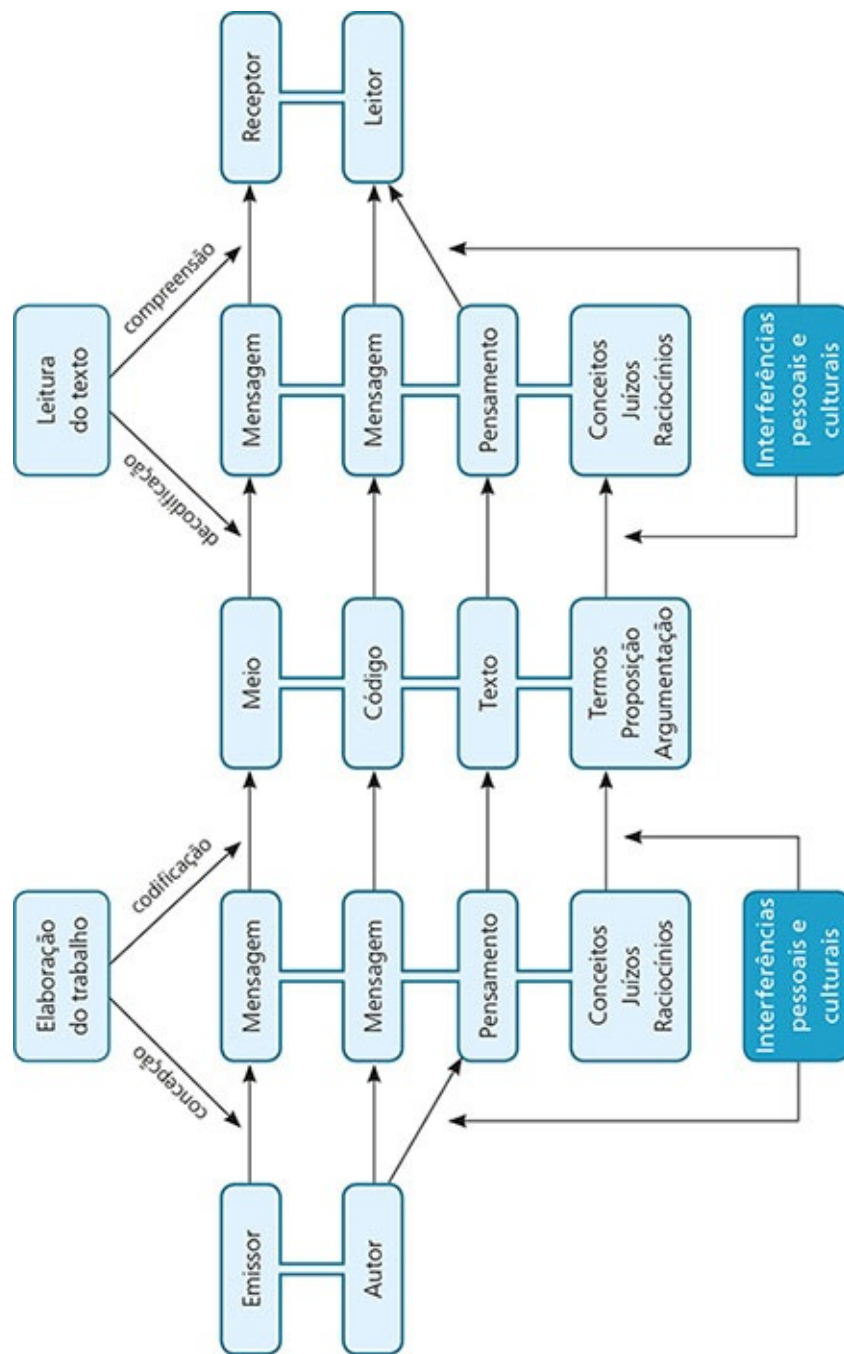 Elaboração
do trabalho
Leitura
do texto
concepção
codificação
decodificação
compreensão
Emissor
Mensagem
Meio
Mensagem
Receptor
Autor
Mensagem
Código
Mensagem
Leitor
Pensamento
Texto
Pensamento
Conceitos
Juízos
Raciocínios
Termos
Proposição
Argumentação
Conceitos
Juízos
Raciocínios
Interferências
pessoais e
culturais
Interferências
pessoais e
culturais